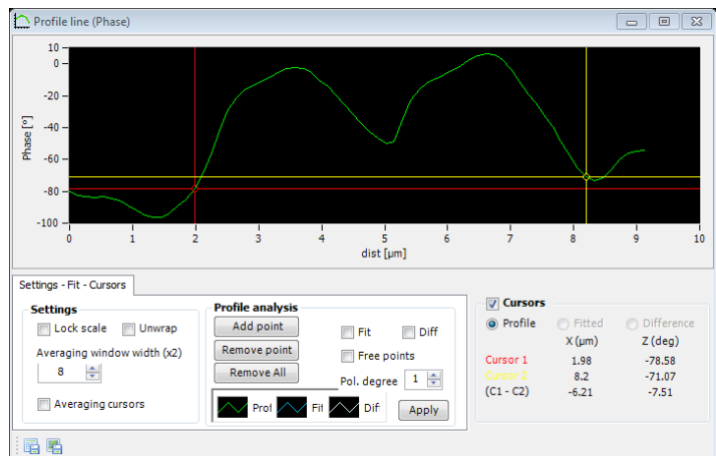 Profile line (Phase)
10
0
-20
-40
-60
-80
-100
Phase [°]
0 1 2 3 4 5 6 7 8 9 10
dist [µm]
Settings - Fit - Cursors
Settings
Lock scale Unwrap
Averaging window width (x2)
8
Averaging cursors
Profile analysis
Add point
Remove point
Remove All
Fit Diff
Free points
Pol. degree 1
Prof Fit Dif
Apply
Cursors
Profile Fitted Difference
X (µm) Z (deg)
Cursor 1 1.98 -78.58
Cursor 2 8.2 -71.07
(C1 - C2) -6.21 -7.51